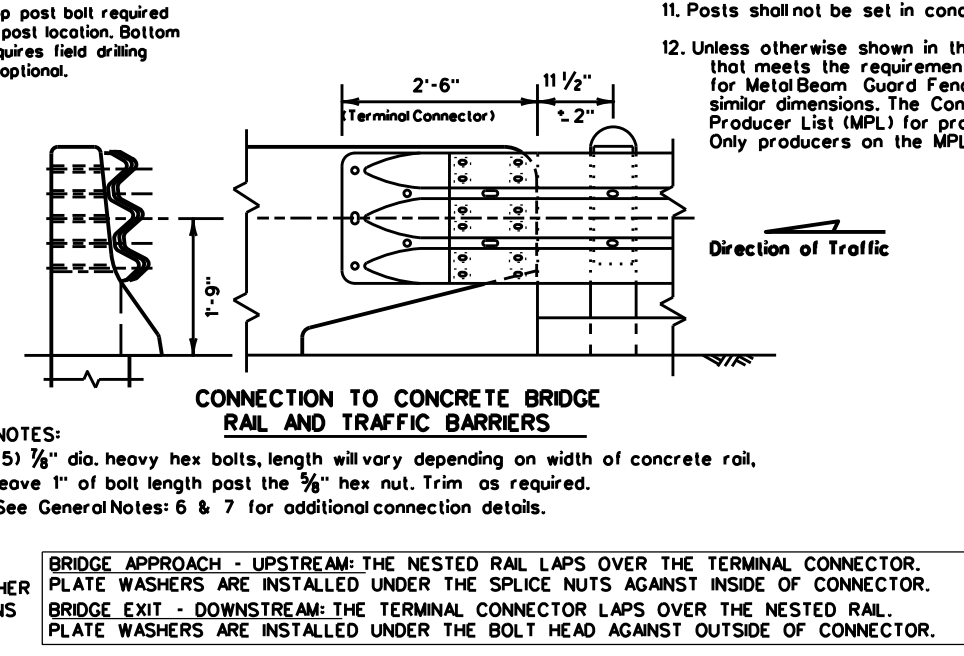 p post bolt required
post location. Bottom
quires field drilling
optional.
11. Posts shall not be set in conc
12. Unless otherwise shown in th
that meets the requiremen
for Metal Beam Guard Fenc
similar dimensions. The Con
Producer List (MPL) for pro
Only producers on the MPL
2'-6"
11 1/2"
(Terminal Connector)
+- 2"
Direction of Traffic
1'-9"
CONNECTION TO CONCRETE BRIDGE
RAIL AND TRAFFIC BARRIERS
NOTES:
5) 7/8" dia. heavy hex bolts, length will vary depending on width of concrete rail,
eave 1" of bolt length past the 5/8" hex nut. Trim as required.
See General Notes: 6 & 7 for additional connection details.
HER
NS
BRIDGE APPROACH - UPSTREAM: THE NESTED RAIL LAPS OVER THE TERMINAL CONNECTOR.
PLATE WASHERS ARE INSTALLED UNDER THE SPLICE NUTS AGAINST INSIDE OF CONNECTOR.
BRIDGE EXIT - DOWNSTREAM: THE TERMINAL CONNECTOR LAPS OVER THE NESTED RAIL.
PLATE WASHERS ARE INSTALLED UNDER THE BOLT HEAD AGAINST OUTSIDE OF CONNECTOR.